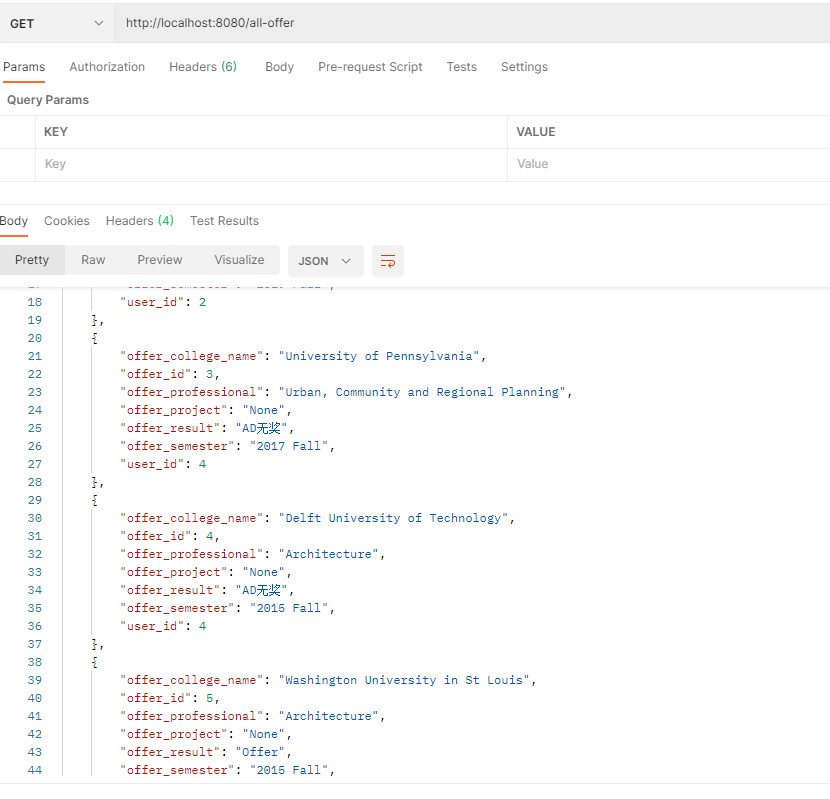 GET http://localhost:8080/all-offer
Params Authorization Headers (6) Body Pre-request Script Tests Settings
Query Params
KEY VALUE
Key Value
Body Cookies Headers (4) Test Results
Pretty Raw Preview Visualize JSON
18 "user_id": 2
19 },
20 {
21 "offer_college_name": "University of Pennsylvania",
22 "offer_id": 3,
23 "offer_professional": "Urban, Community and Regional Planning",
24 "offer_project": "None",
25 "offer_result": "AD无奖",
26 "offer_semester": "2017 Fall",
27 "user_id": 4
28 },
29 {
30 "offer_college_name": "Delft University of Technology",
31 "offer_id": 4,
32 "offer_professional": "Architecture",
33 "offer_project": "None",
34 "offer_result": "AD无奖",
35 "offer_semester": "2015 Fall",
36 "user_id": 4
37 },
38 {
39 "offer_college_name": "Washington University in St Louis",
40 "offer_id": 5,
41 "offer_professional": "Architecture",
42 "offer_project": "None",
43 "offer_result": "Offer",
44 "offer_semester": "2015 Fall",